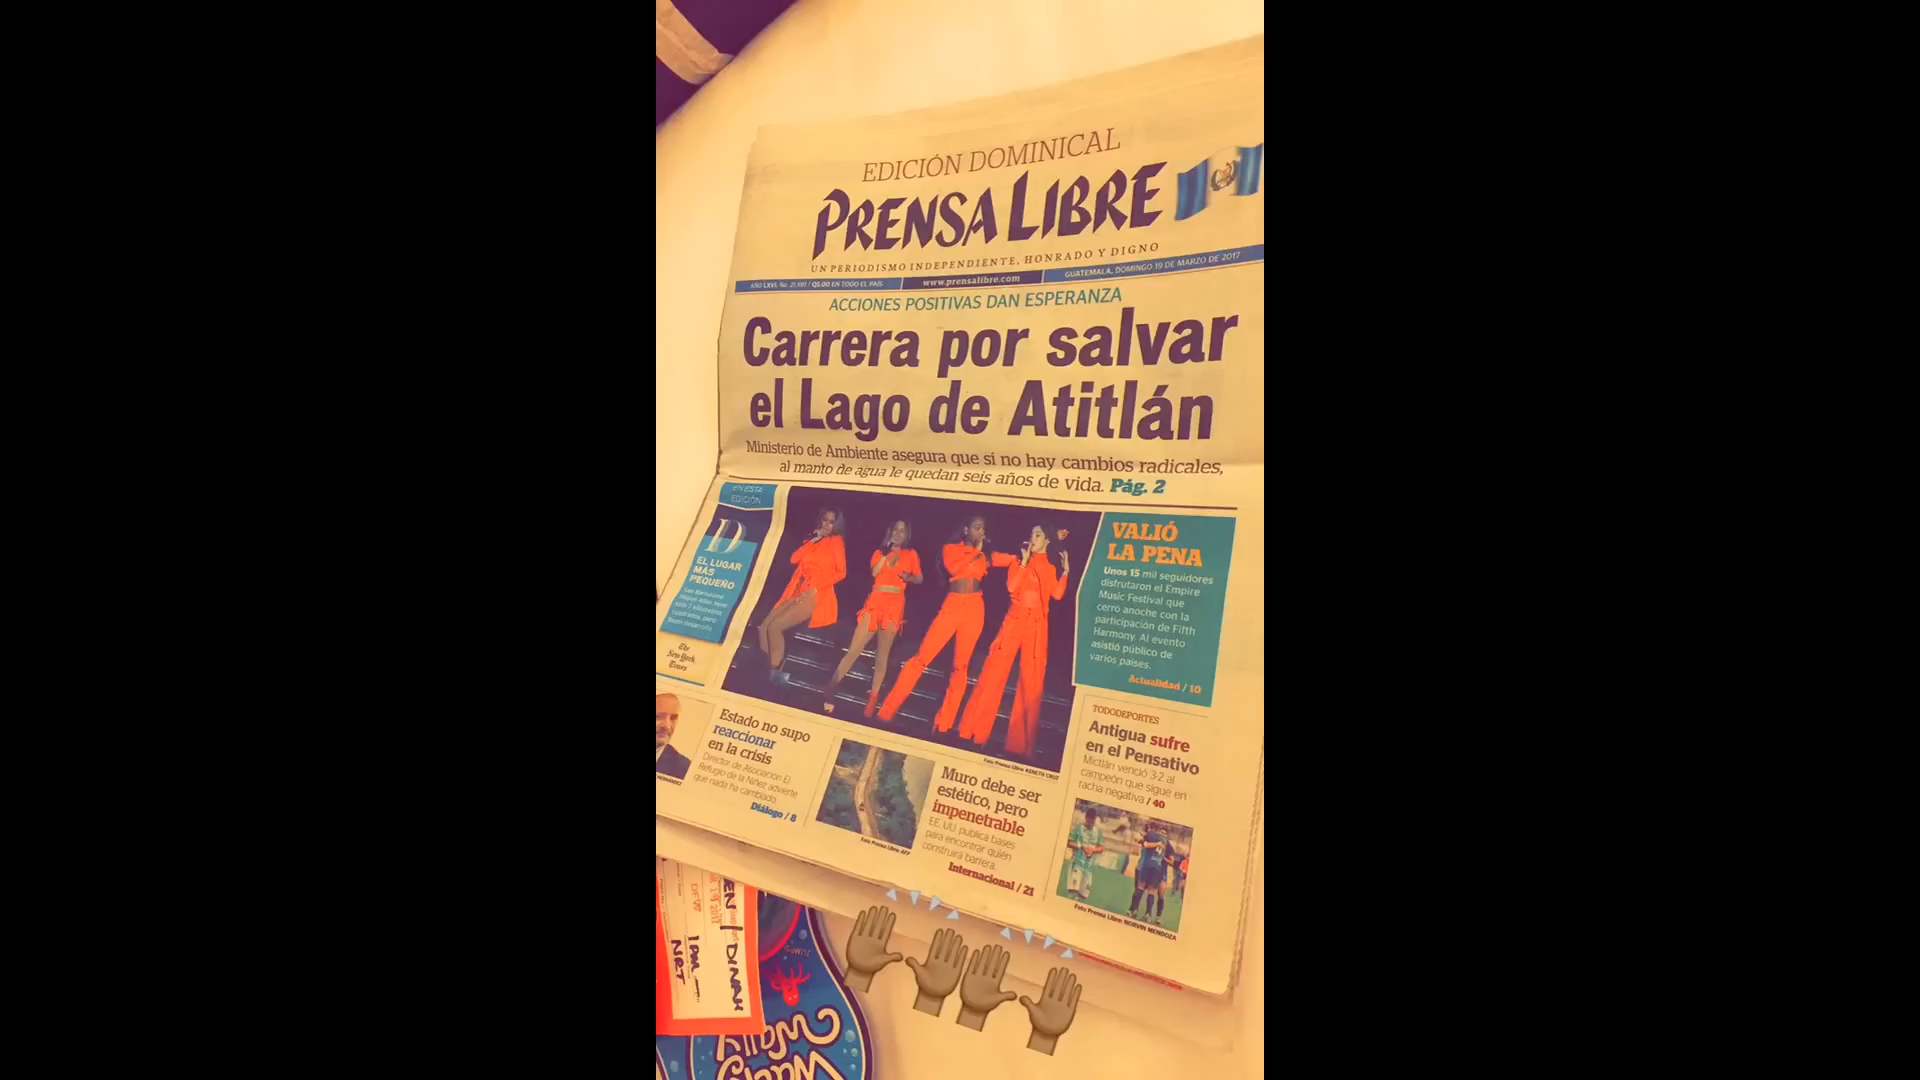 EDICIÓN DOMINICAL
PRENSA LIBRE
UN PERIODISMO INDEPENDIENTE, HONRADO Y DIGNO
AÑO LXVI, No. / Q5.00 EN TODO EL PAÍS
www.prensalibre.com
GUATEMALA, DOMINGO 19 DE MARZO DE 2017
ACCIONES POSITIVAS DAN ESPERANZA
Carrera por salvar
el Lago de Atitlán
Ministerio de Ambiente asegura que si no hay cambios radicales,
al manto de agua le quedan seis años de vida. Pág. 2
EN ESTA
EDICIÓN
D
EL LUGAR
MÁS
PEQUEÑO
The
New York
Times
VALIÓ
LA PENA
Unos 15 mil seguidores
disfrutaron el Empire
Music Festival que
cerró anoche con la
participación de Fifth
Harmony. Al evento
asistió público de
varios países.
Actualidad / 10
Foto Prensa Libre: KENETH CRUZ
Estado no supo
reaccionar
en la crisis
Director de Asociación El
Refugio de la Niñez advierte
que nada ha cambiado.
Diálogo / 8
Foto Prensa Libre: AFP
Muro debe ser
estético, pero
impenetrable
EE. UU. publica bases
para encontrar quién
construirá barrera.
Internacional / 21
TODODEPORTES
Antigua sufre
en el Pensativo
Mictlán venció 3-2 al
campeón que sigue en
racha negativa / 40
Foto Prensa Libre: NORVIN MENDOZA
EN / DINAH
1PM
NRT